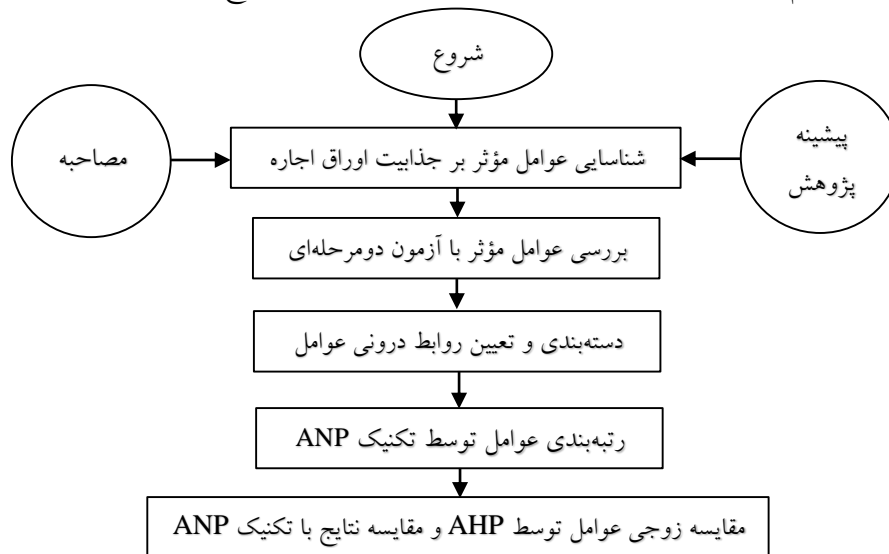 شروع
پیشینه
پژوهش
شناسایی عوامل مؤثر بر جذابیت اوراق اجاره
مصاحبه
بررسی عوامل مؤثر با آزمون دومرحله‌ای
دسته‌بندی و تعیین روابط درونی عوامل
رتبه‌بندی عوامل توسط تکنیک ANP
مقایسه زوجی عوامل توسط AHP و مقایسه نتایج با تکنیک ANP